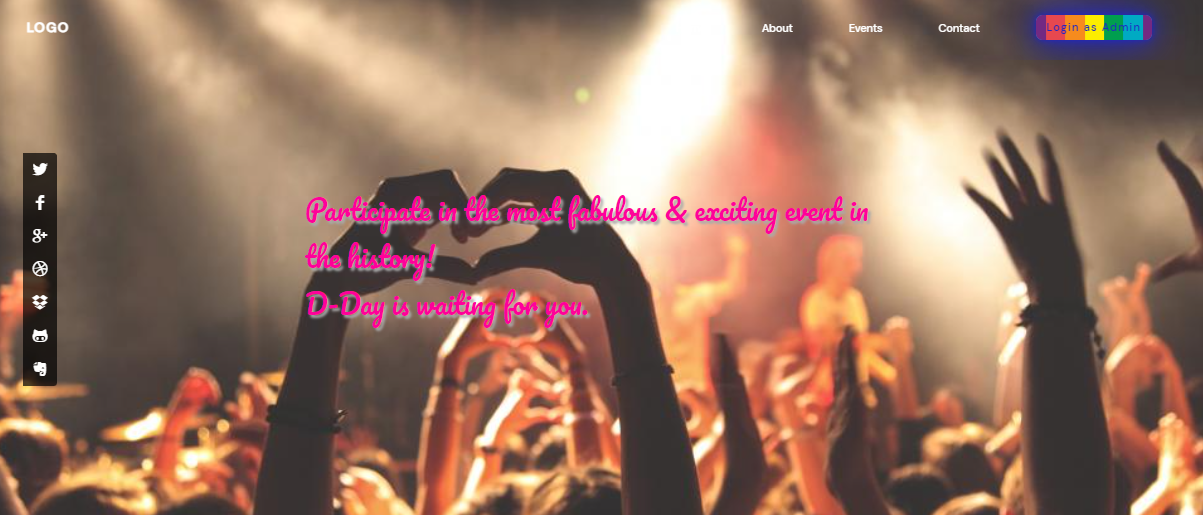 LOGO
About
Events
Contact
Login as Admin
Participate in the most fabulous & exciting event in
the history!
D-Day is waiting for you.